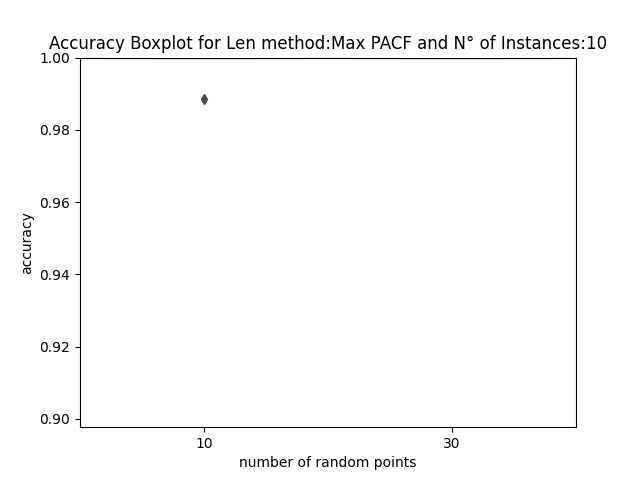 Accuracy Boxplot for Len method:Max PACF and N° of Instances:10
1.00
0.98
0.96
0.94
0.92
0.90
accuracy
10
30
number of random points